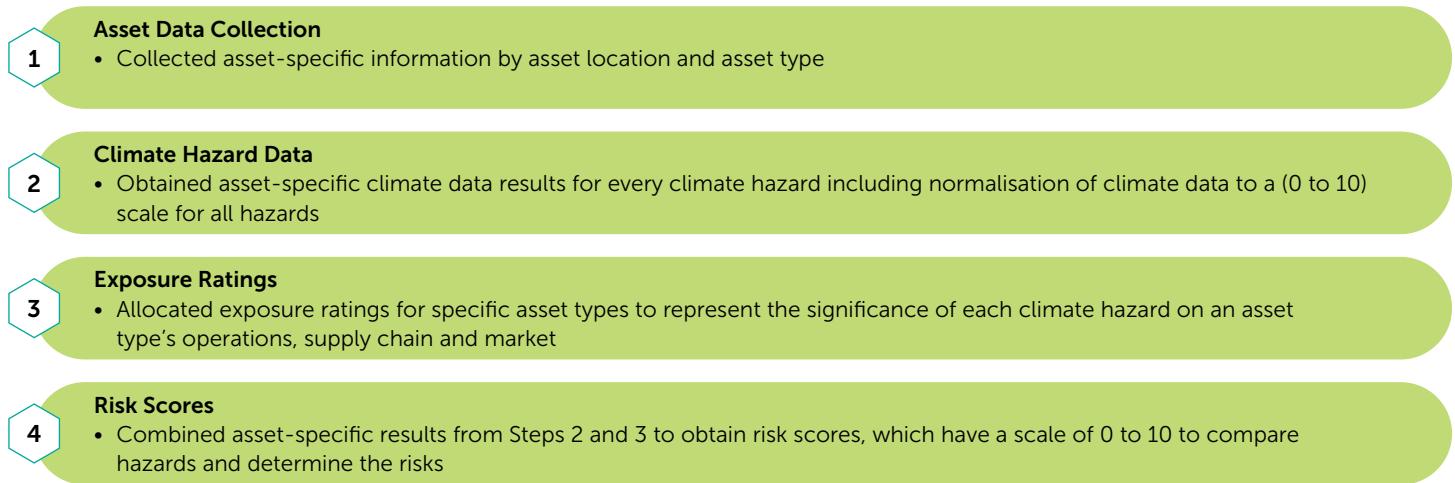 1
Asset Data Collection
• Collected asset-specific information by asset location and asset type
2
Climate Hazard Data
• Obtained asset-specific climate data results for every climate hazard including normalisation of climate data to a (0 to 10)
scale for all hazards
3
Exposure Ratings
• Allocated exposure ratings for specific asset types to represent the significance of each climate hazard on an asset
type’s operations, supply chain and market
4
Risk Scores
• Combined asset-specific results from Steps 2 and 3 to obtain risk scores, which have a scale of 0 to 10 to compare
hazards and determine the risks